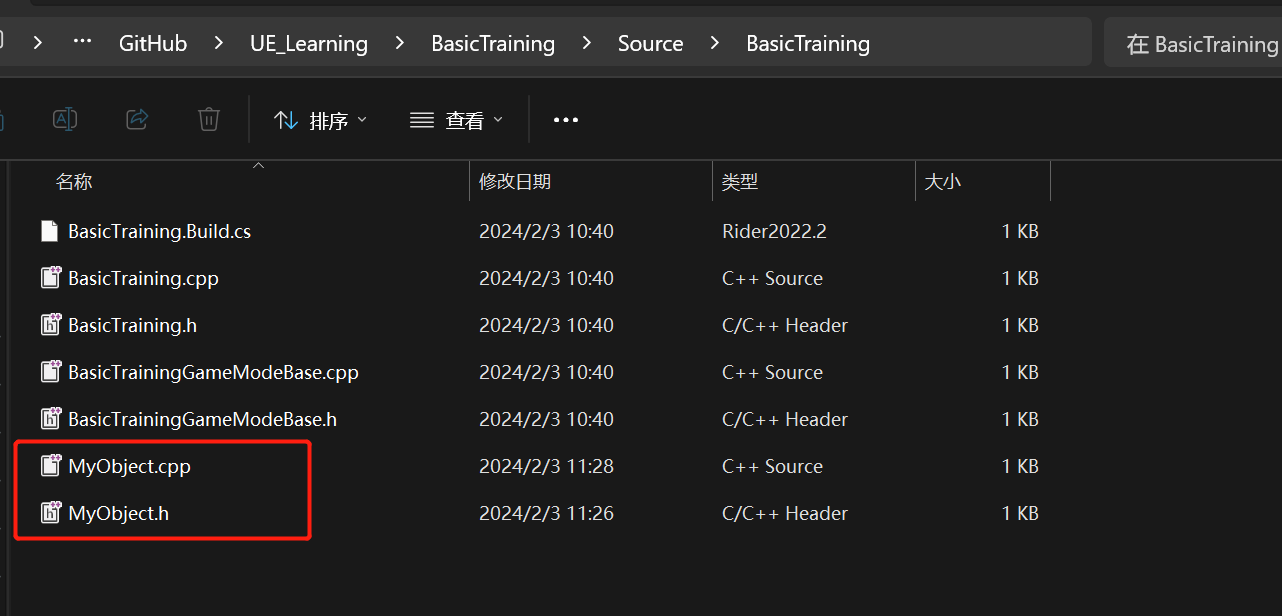 ··· GitHub UE_Learning BasicTraining Source BasicTraining 在 BasicTraining
排序 查看 ···
名称 修改日期 类型 大小
BasicTraining.Build.cs 2024/2/3 10:40 Rider2022.2 1 KB
BasicTraining.cpp 2024/2/3 10:40 C++ Source 1 KB
BasicTraining.h 2024/2/3 10:40 C/C++ Header 1 KB
BasicTrainingGameModeBase.cpp 2024/2/3 10:40 C++ Source 1 KB
BasicTrainingGameModeBase.h 2024/2/3 10:40 C/C++ Header 1 KB
MyObject.cpp 2024/2/3 11:28 C++ Source 1 KB
MyObject.h 2024/2/3 11:26 C/C++ Header 1 KB